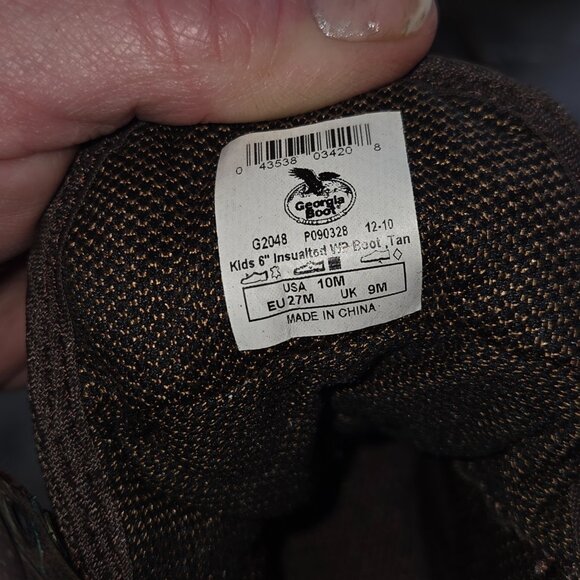 0 43538 03420 8
Georgia
Boot
G2048 P090328 12-10
Kids 6" Insualted WP Boot ,Tan
USA 10M
EU 27M UK 9M
MADE IN CHINA